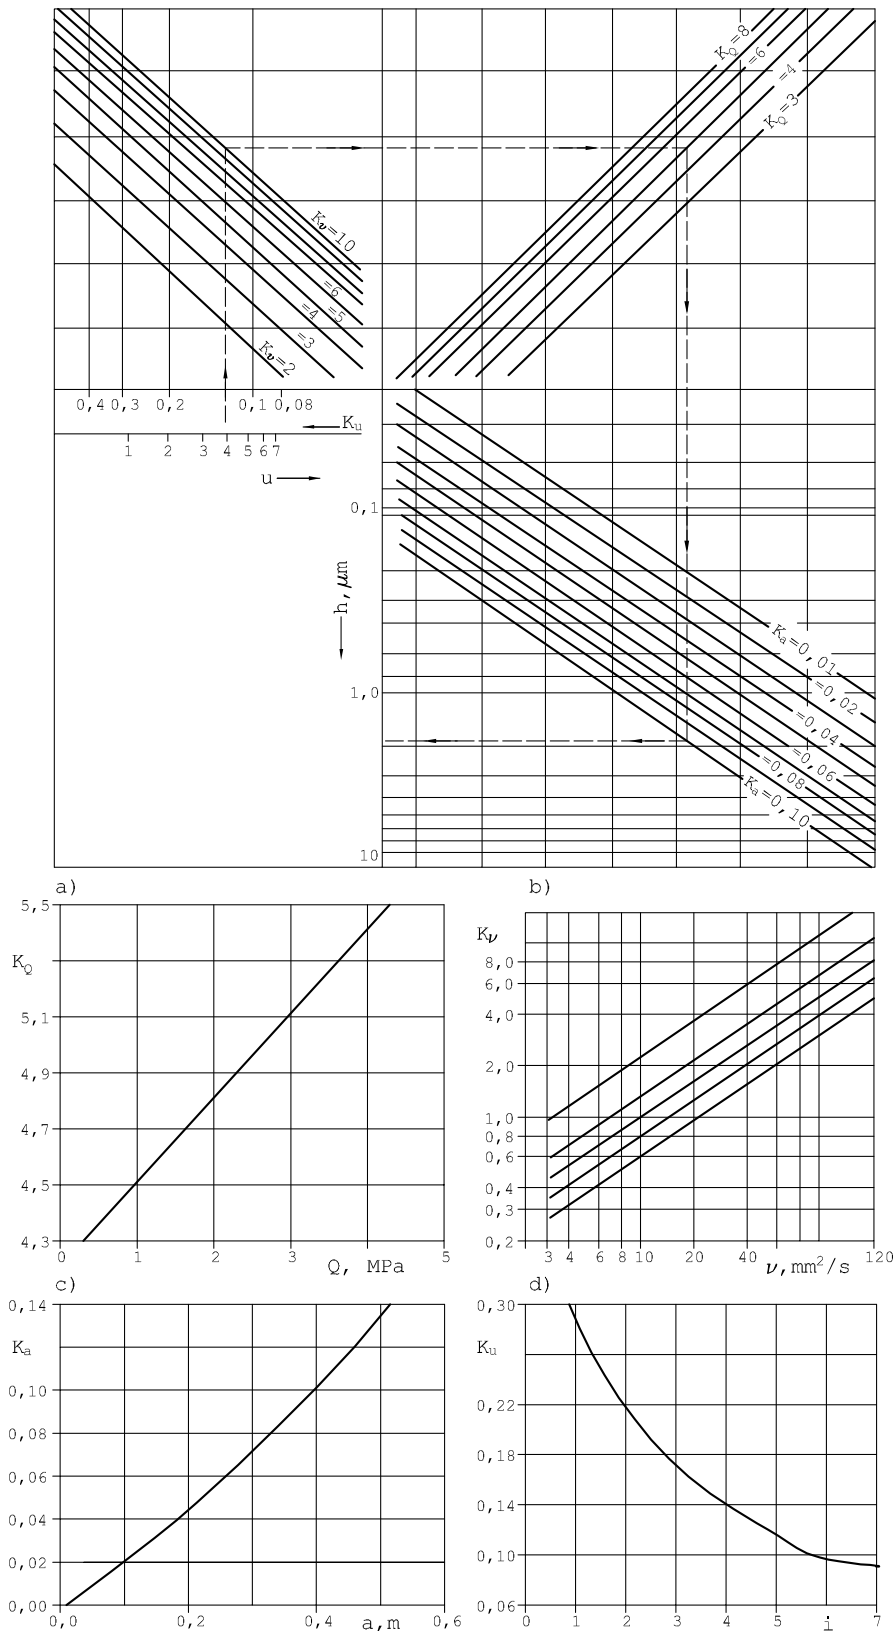 K_Q=8
=6
=4
K_Q=3
Kν=10
=6
=5
=4
=3
Kν=2
0,4 0,3 0,2 0,1 0,08
K_u
1 2 3 4 5 6 7
u
0,1
h, μm
1,0
10
K_a=0,01
=0,02
=0,04
=0,06
=0,08
K_a=0,10
a)
b)
5,5
K_Q
5,1
4,9
4,7
4,5
4,3
0 1 2 3 5
Q, MPa
Kν
8,0
6,0
4,0
2,0
1,0
0,8
0,6
0,4
0,3
0,2
3 4 6 8 10 20 40 120
ν, mm²/s
c)
d)
0,14
K_a
0,10
0,08
0,06
0,04
0,02
0,00
0,0 0,2 0,4 a,m 0,6
0,30
K_u
0,22
0,18
0,14
0,10
0,06
0 1 2 3 4 5 i 7